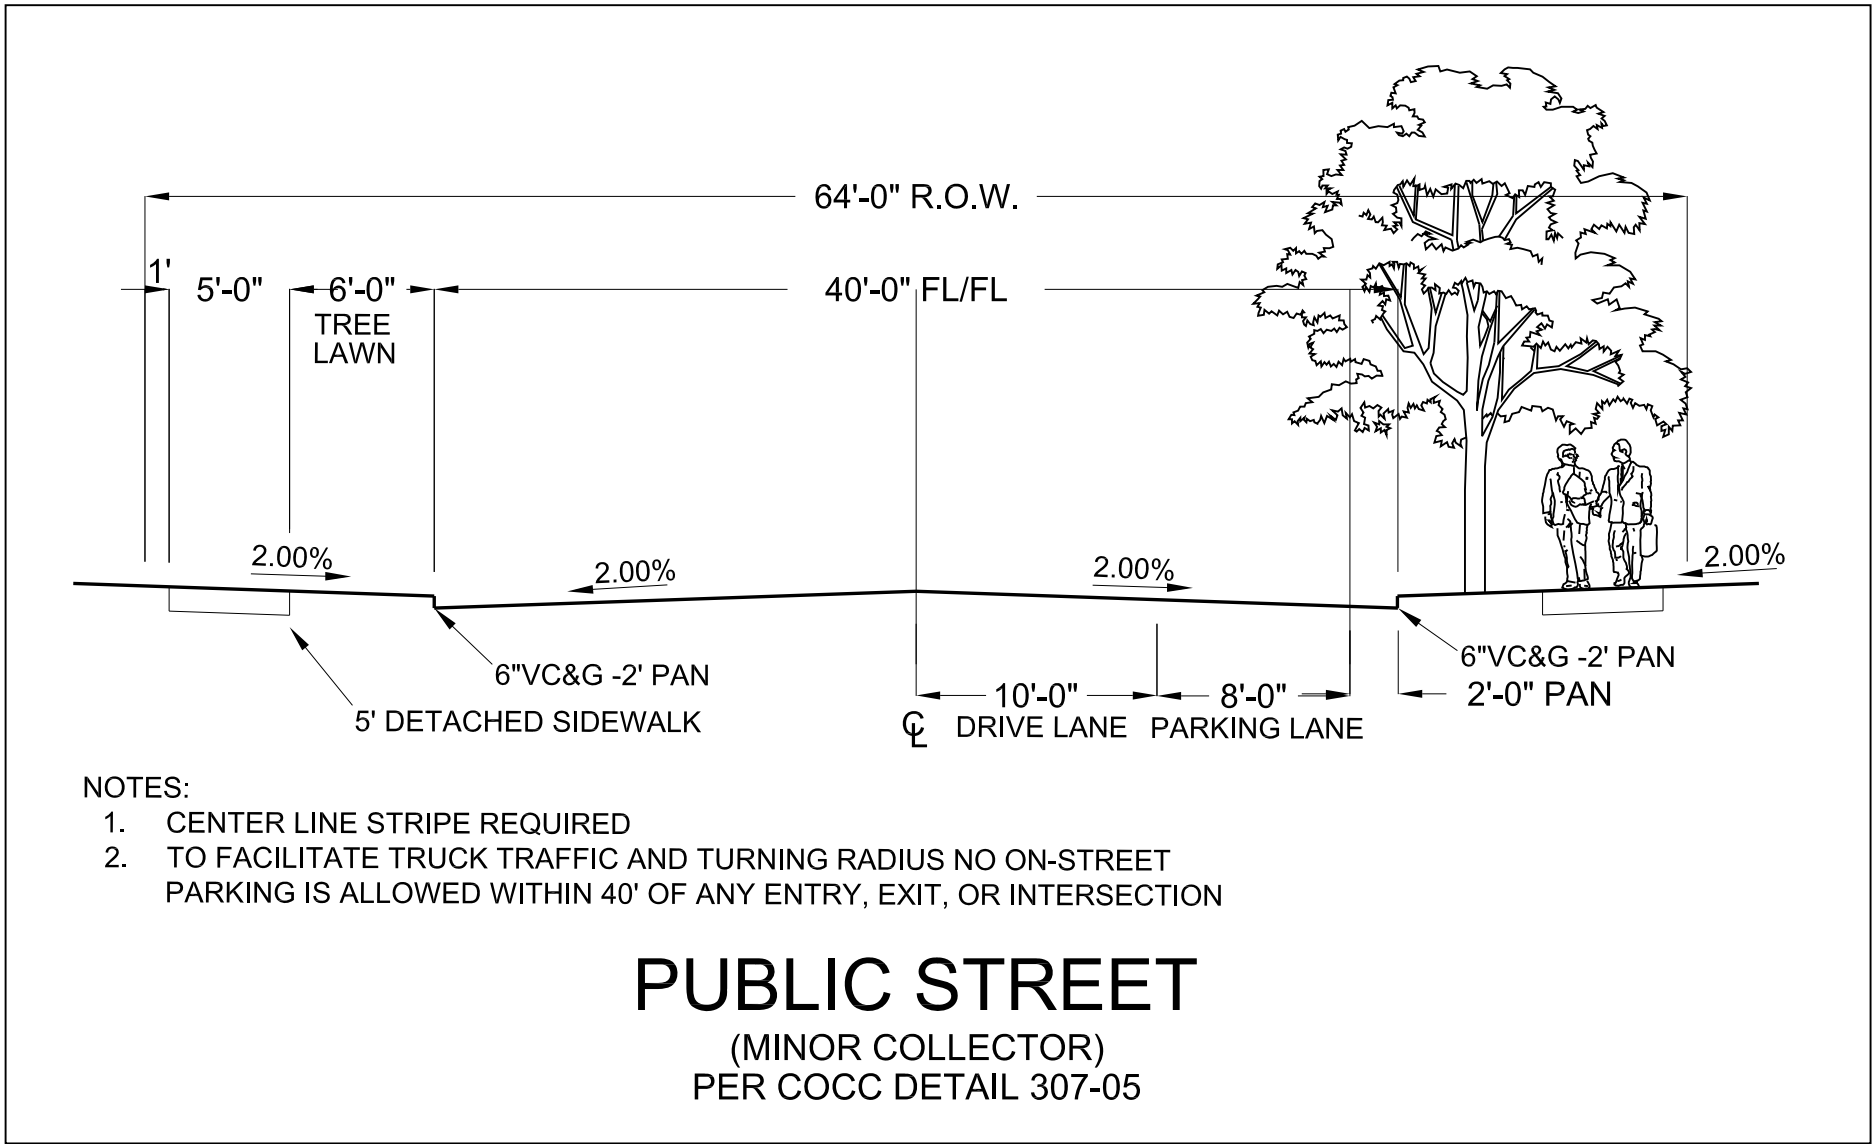 64'-0" R.O.W.
1'
5'-0"
6'-0"
TREE
LAWN
40'-0" FL/FL
2.00%
2.00%
2.00%
2.00%
6"VC&G -2' PAN
5' DETACHED SIDEWALK
6"VC&G -2' PAN
10'-0"
8'-0"
2'-0" PAN
℄
DRIVE LANE
PARKING LANE
NOTES:
1. CENTER LINE STRIPE REQUIRED
2. TO FACILITATE TRUCK TRAFFIC AND TURNING RADIUS NO ON-STREET
PARKING IS ALLOWED WITHIN 40' OF ANY ENTRY, EXIT, OR INTERSECTION
PUBLIC STREET
(MINOR COLLECTOR)
PER COCC DETAIL 307-05